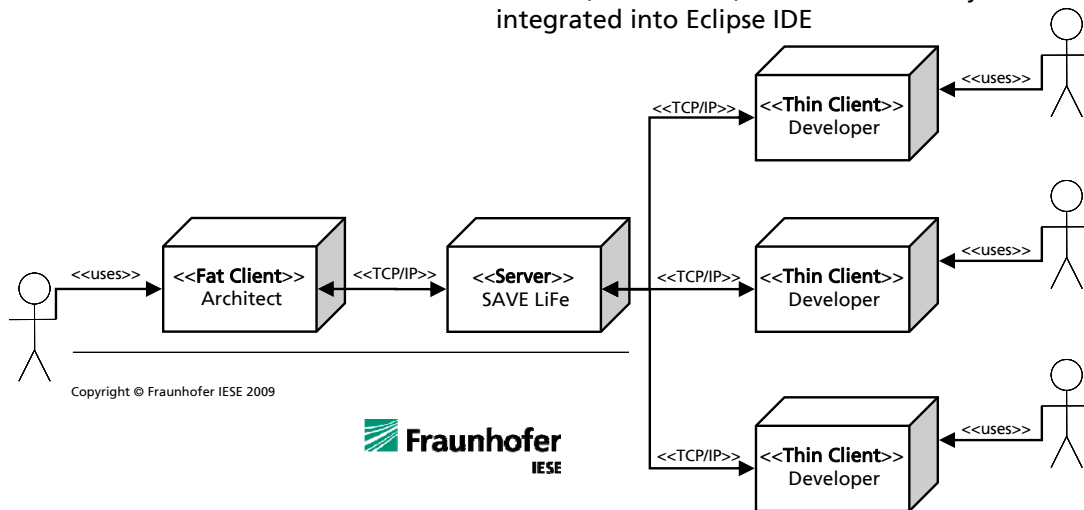 integrated into Eclipse IDE
<<uses>>
<<TCP/IP>>
<<Thin Client>>
Developer
<<uses>>
<<Fat Client>>
Architect
<<TCP/IP>>
<<Server>>
SAVE LiFe
<<TCP/IP>>
<<Thin Client>>
Developer
<<uses>>
Copyright © Fraunhofer IESE 2009
Fraunhofer
IESE
<<TCP/IP>>
<<Thin Client>>
Developer
<<uses>>